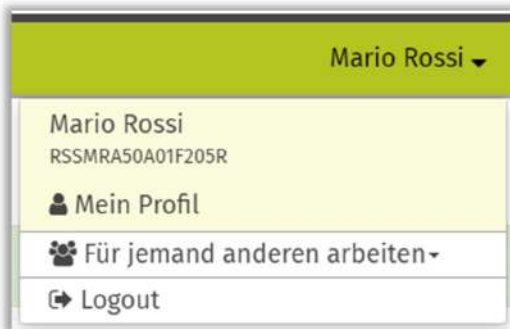 Mario Rossi
Mario Rossi
RSSMRA50A01F205R
Mein Profil
Für jemand anderen arbeiten
Logout